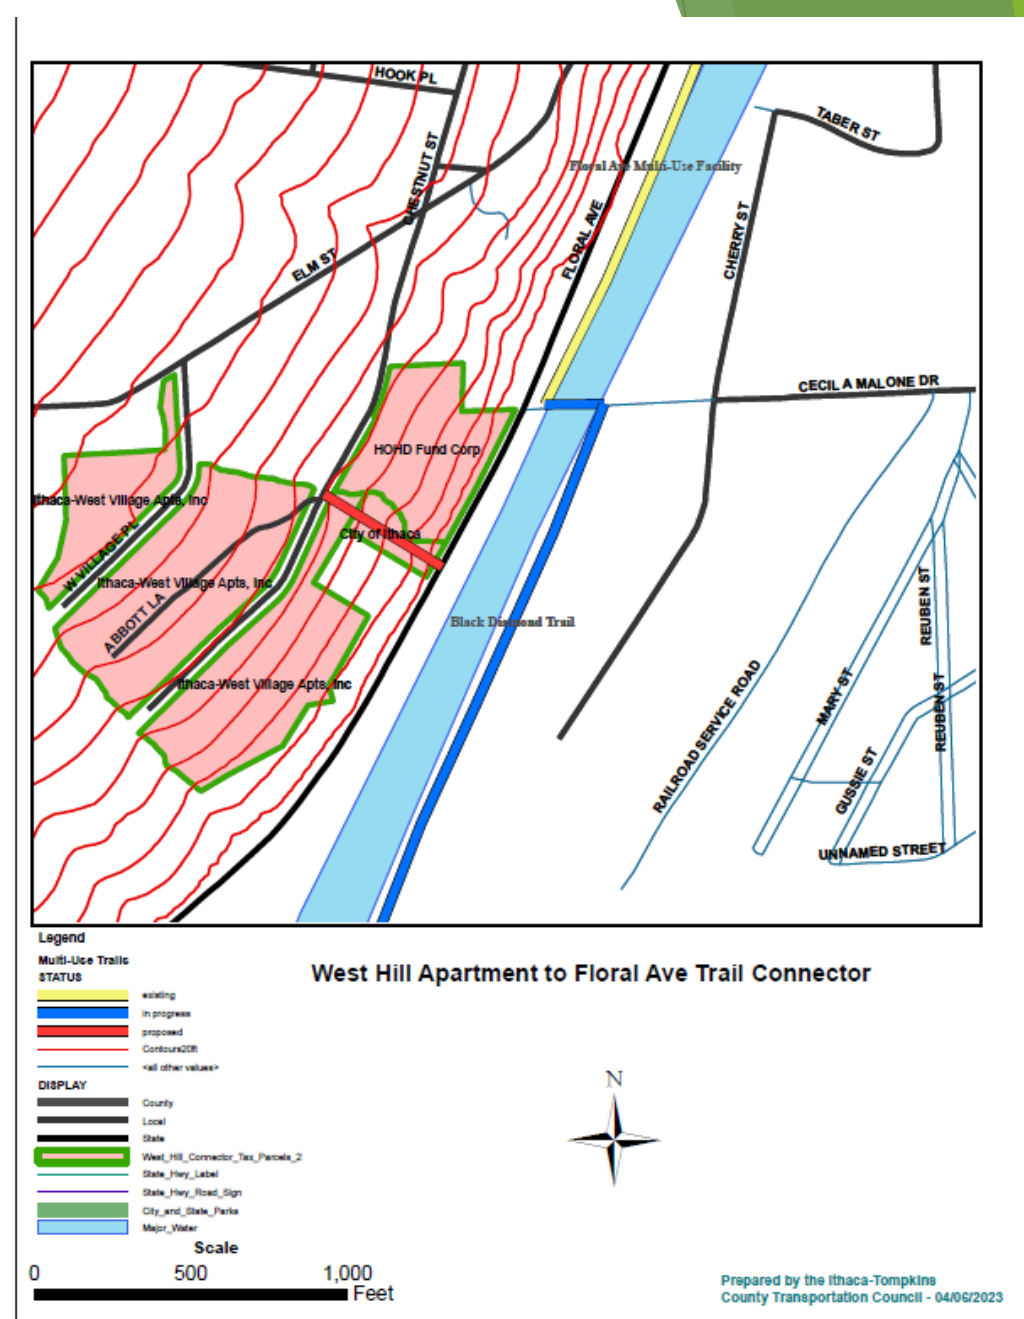 HOOK PL
TABER ST
CHESTNUT ST
Floral Ave Multi-Use Facility
FLORAL AVE
CHERRY ST
ELM ST
CECIL A MALONE DR
HOHD Fund Corp
Ithaca-West Village Apts, Inc
City of Ithaca
W VILLAGE PL
Ithaca-West Village Apts, Inc
ABBOTT LA
Black Diamond Trail
REUBEN ST
Ithaca-West Village Apts, Inc
MARY ST
REUBEN ST
RAILROAD SERVICE ROAD
GUSSIE ST
UNNAMED STREET
Legend
Multi-Use Trails
STATUS
existing
in progress
proposed
Contours20ft
<all other values>
DISPLAY
County
Local
State
West_Hill_Connector_Tax_Parcels_2
State_Hwy_Label
State_Hwy_Road_Sign
City_and_State_Parks
Major_Water
West Hill Apartment to Floral Ave Trail Connector
N
Scale
0 500 1,000
Feet
Prepared by the Ithaca-Tompkins
County Transportation Council - 04/06/2023